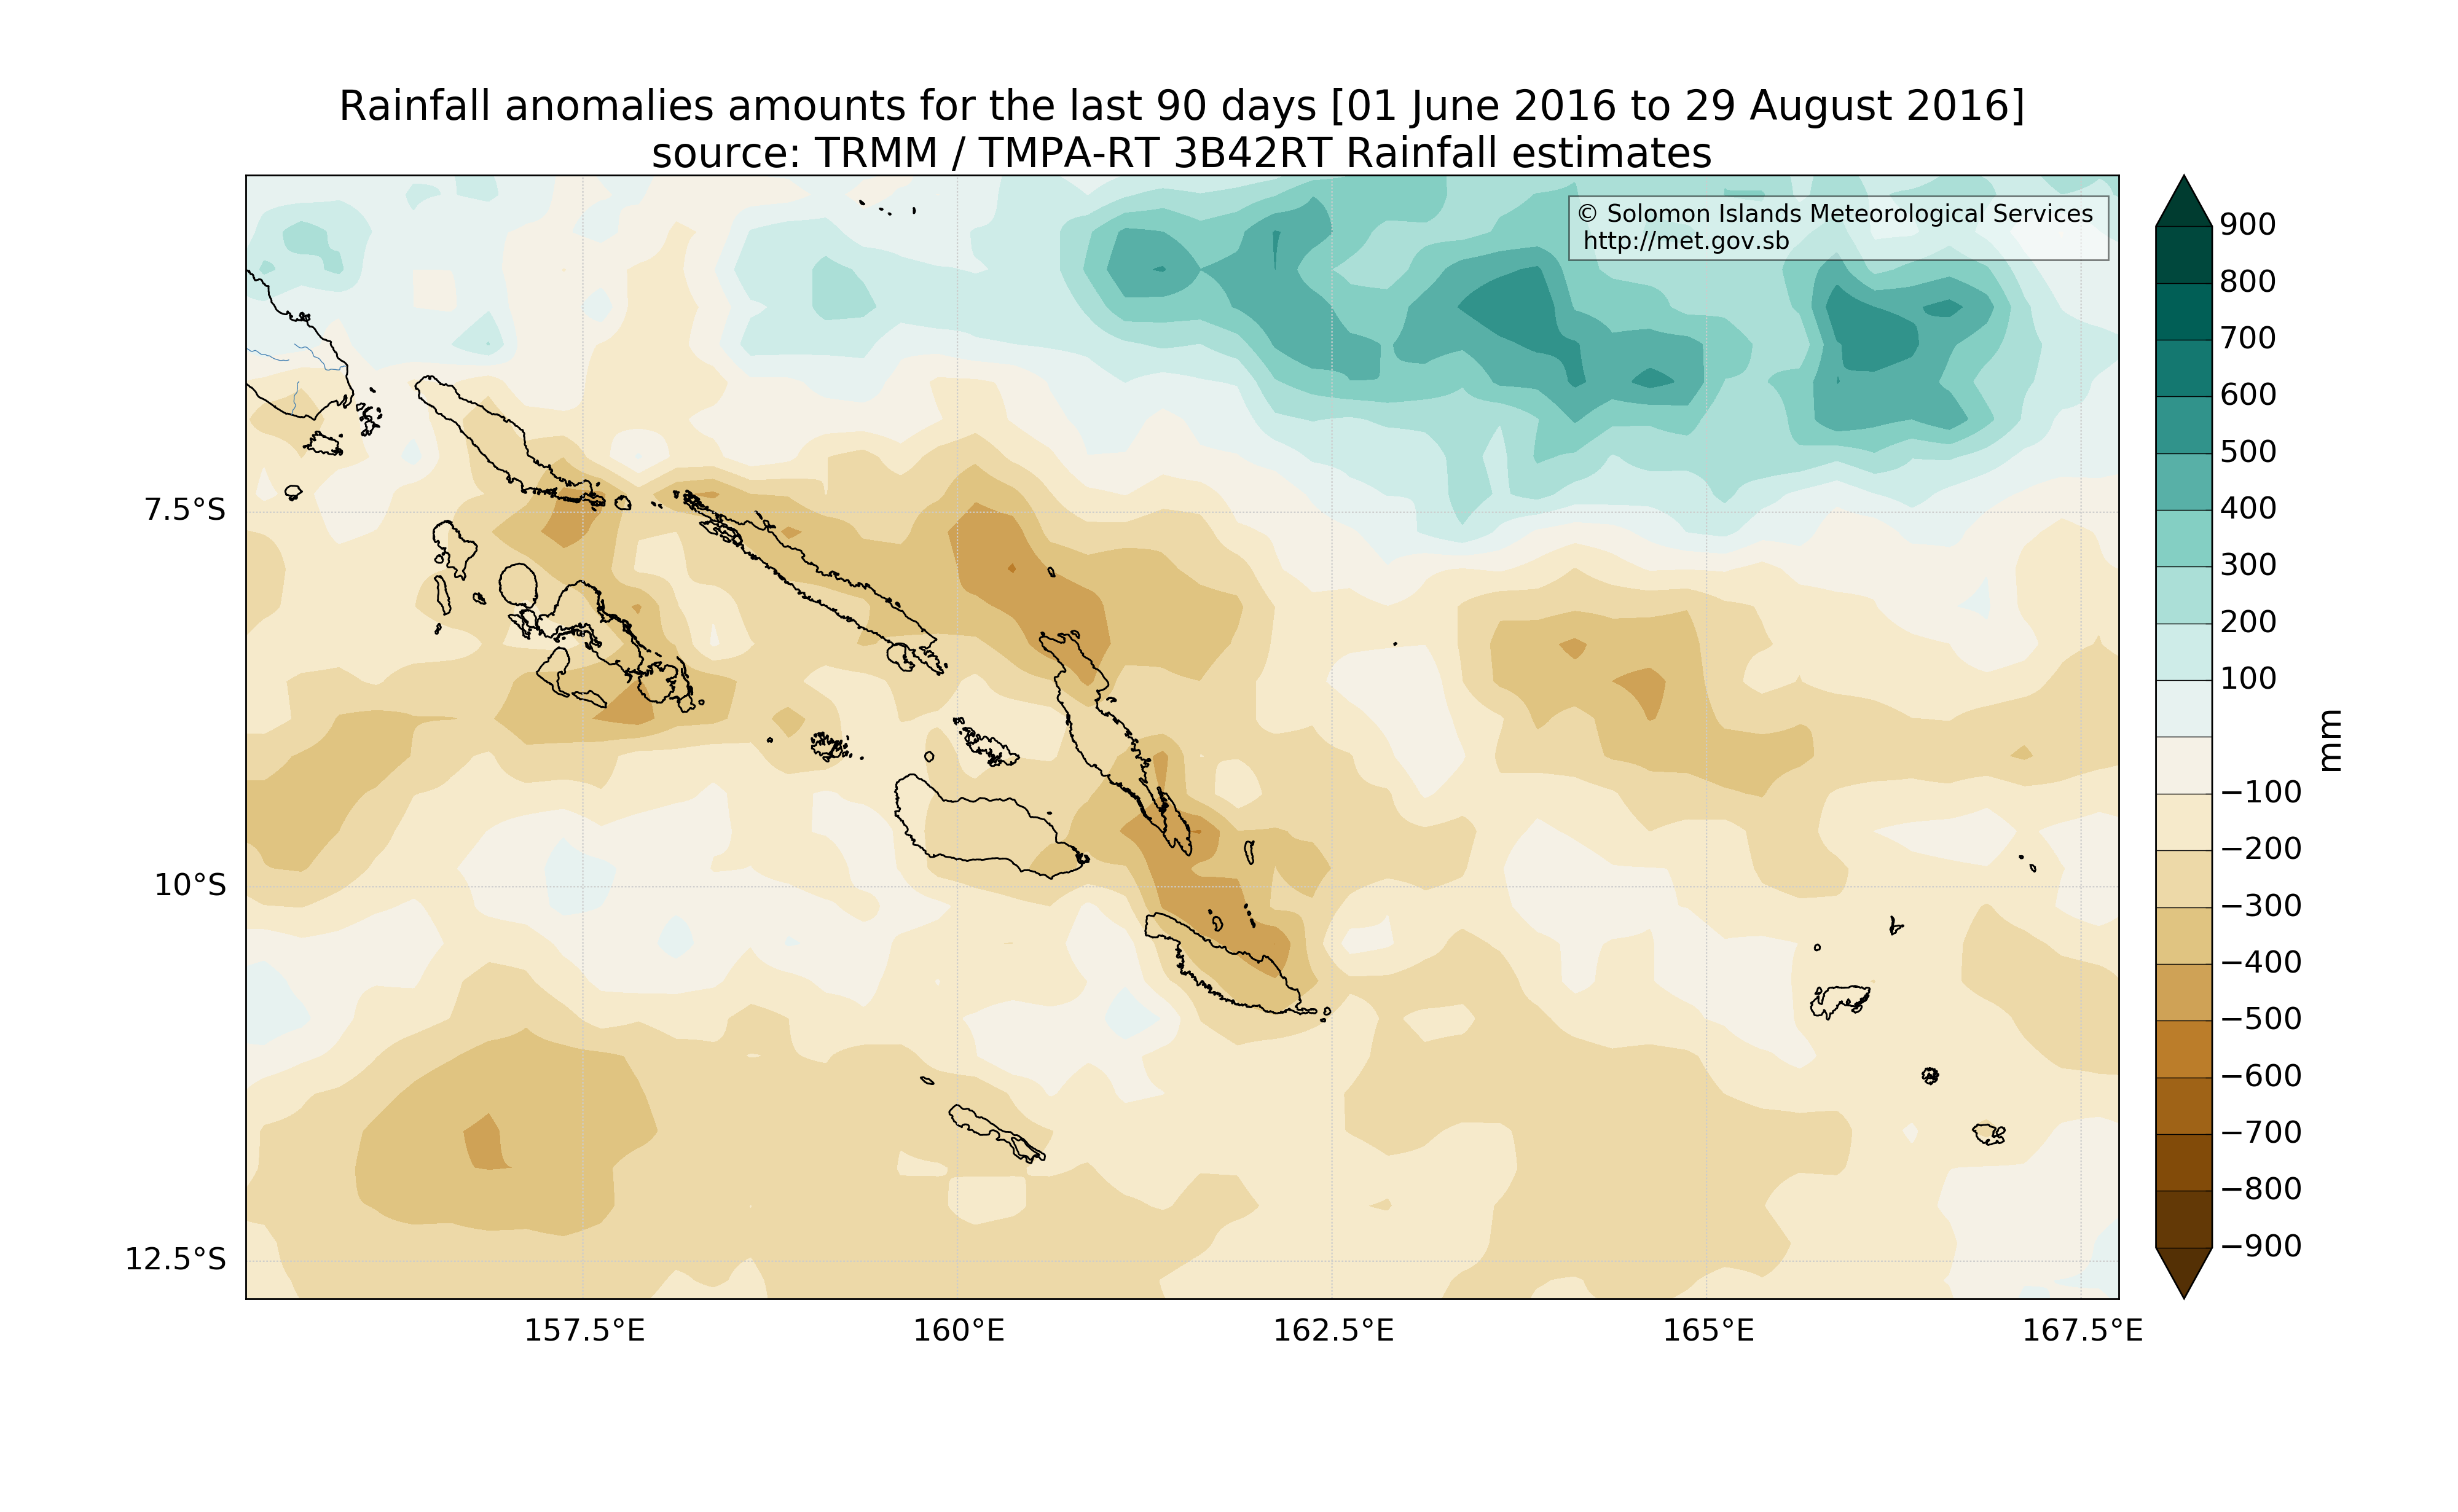 Rainfall anomalies amounts for the last 90 days [01 June 2016 to 29 August 2016]
source: TRMM / TMPA-RT 3B42RT Rainfall estimates
© Solomon Islands Meteorological Services
http://met.gov.sb
7.5°S
10°S
12.5°S
157.5°E
160°E
162.5°E
165°E
167.5°E
900
800
700
600
500
400
300
200
100
−100
−200
−300
−400
−500
−600
−700
−800
−900
mm